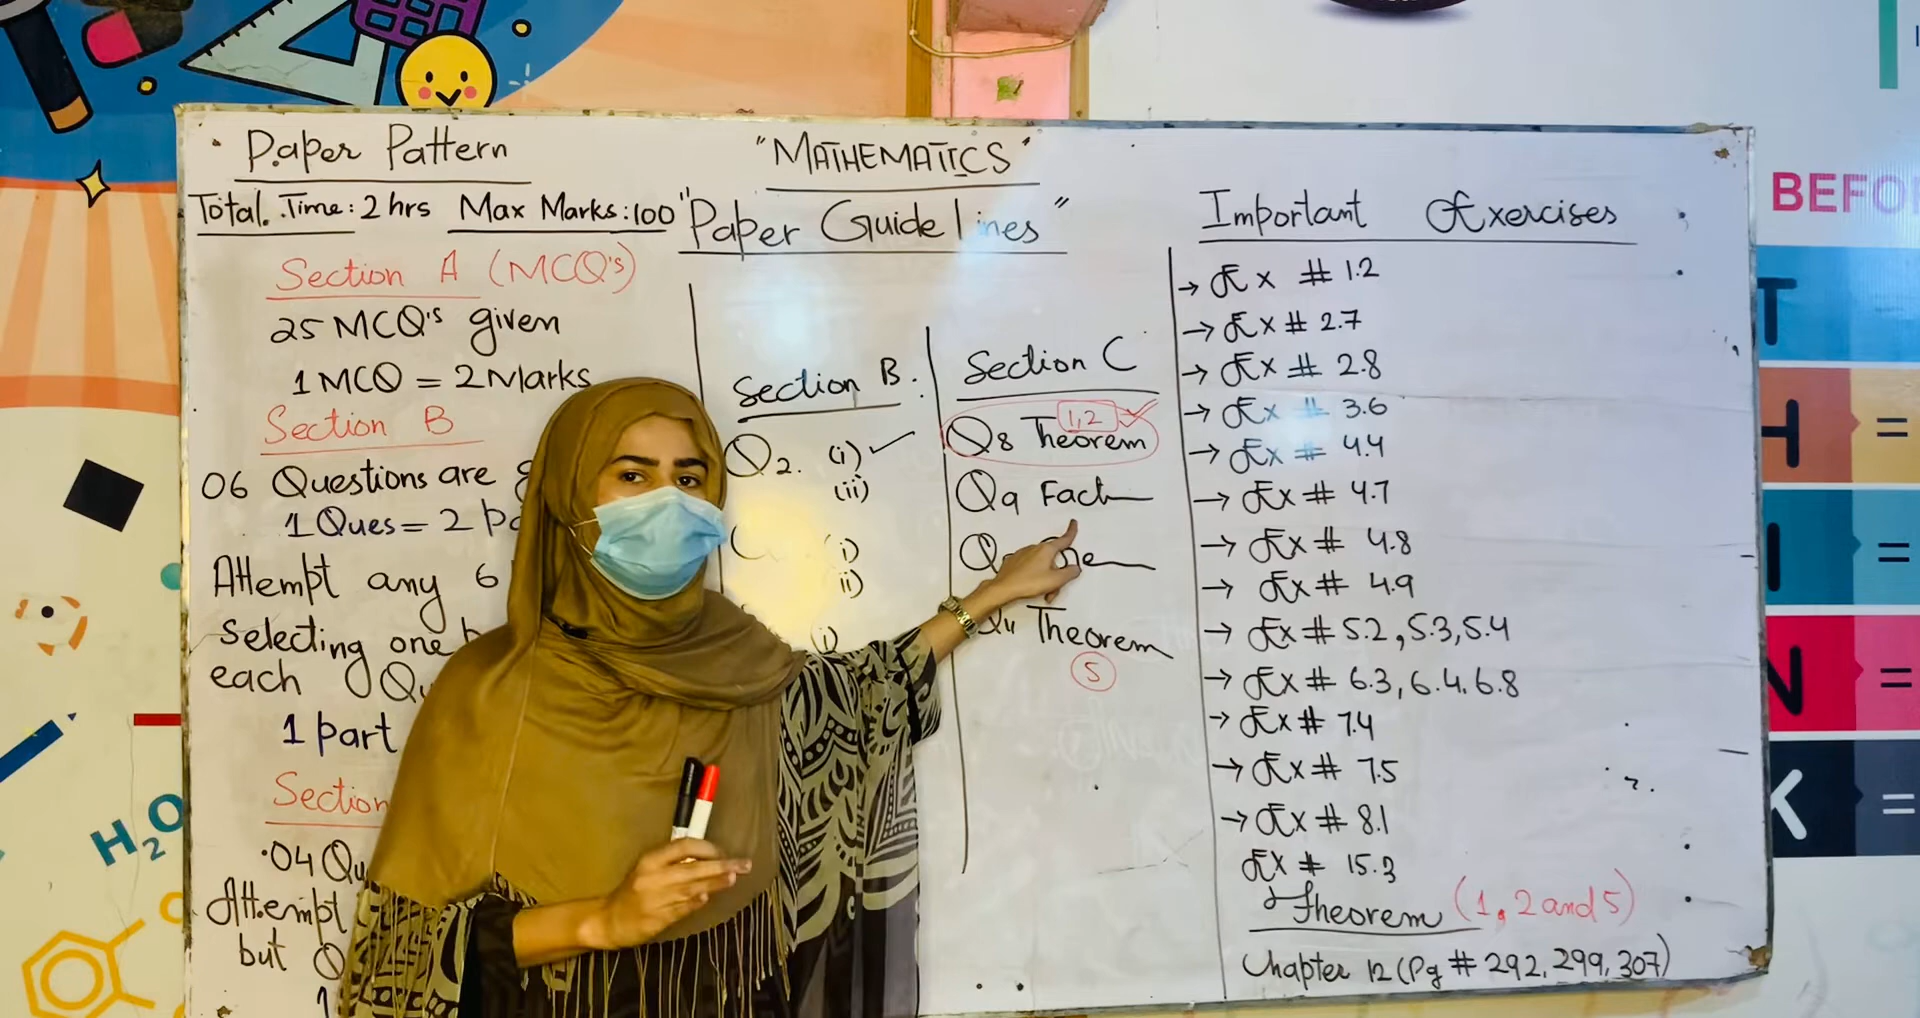 Paper Pattern
Total Time: 2 hrs Max Marks: 100
Section A (MCQ's)
25 MCQ's given
1 MCQ = 2 Marks
Section B
06 Questions are
1 Ques = 2
Attempt any 6
Selecting one
each
1 part
Section
04
Attempt
but Q
1
"MATHEMATICS"
"Paper Guidelines"
Section B.
Q2. (i)
(ii)
(i)
ii)
(i)
Section C
1,2
Q8 Theorem
Q9 Fact
Theorem
5
Important Exercises
→ Ex # 1.2
→ Ex # 2.7
→ Ex # 2.8
→ Ex # 3.6
→ Ex # 4.4
→ Ex # 4.7
→ Ex # 4.8
→ Ex # 4.9
→ Ex # 5.2, 5.3, 5.4
→ Ex # 6.3, 6.4, 6.8
→ Ex # 7.4
→ Ex # 7.5
→ Ex # 8.1
Ex # 15.3
Theorem (1, 2 and 5)
Chapter 12 (Pg # 292, 299, 307)
H2O
BEFO
T
H =
I =
N =
K =